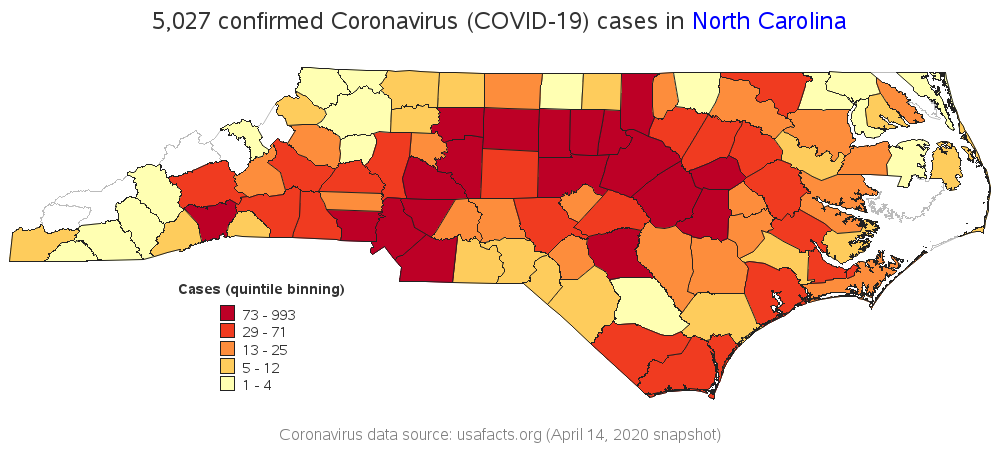 5,027 confirmed Coronavirus (COVID-19) cases in North Carolina
Cases (quintile binning)
73 - 993
29 - 71
13 - 25
5 - 12
1 - 4
Coronavirus data source: usafacts.org (April 14, 2020 snapshot)